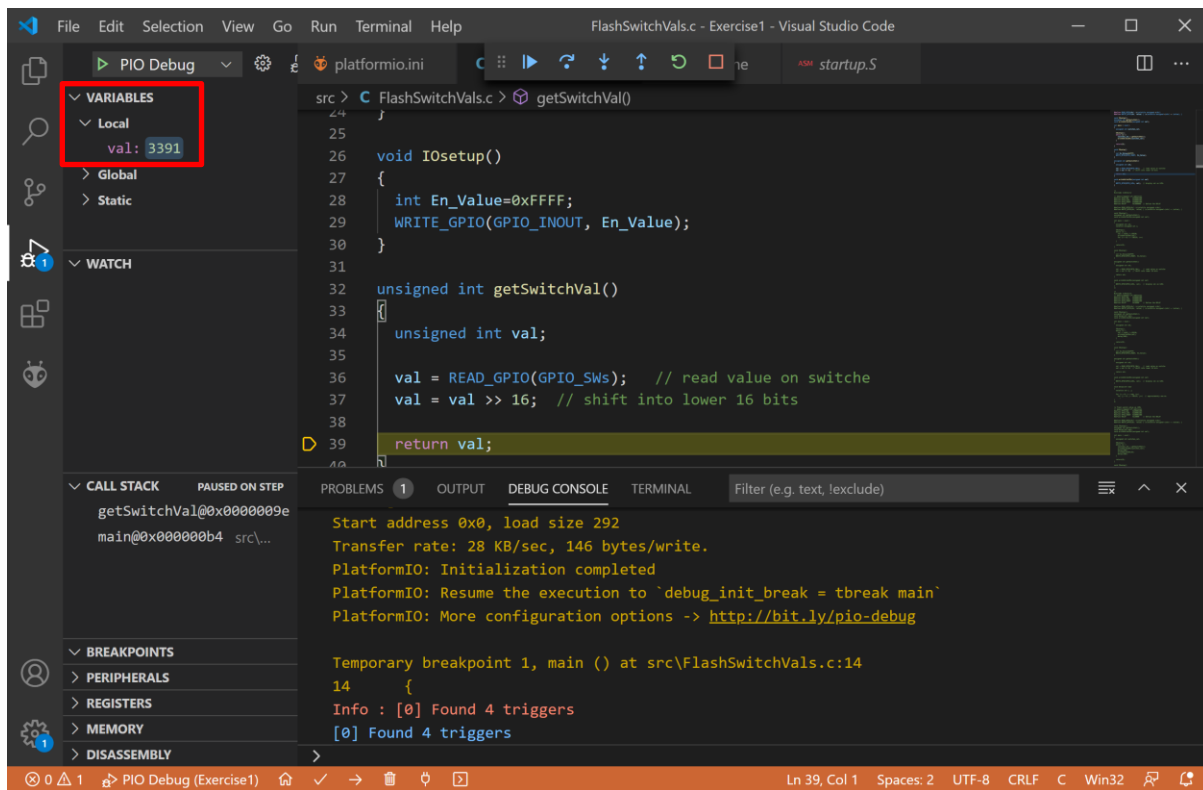 File Edit Selection View Go Run Terminal Help FlashSwitchVals.c - Exercise1 - Visual Studio Code
PIO Debug
platformio.ini
C
ne
ASM startup.S
VARIABLES
Local
val: 3391
Global
Static
WATCH
CALL STACK PAUSED ON STEP
getSwitchVal@0x0000009e
main@0x000000b4 src\...
BREAKPOINTS
PERIPHERALS
REGISTERS
MEMORY
DISASSEMBLY
1
1
src > C FlashSwitchVals.c > getSwitchVal()
24 }
25
26 void IOsetup()
27 {
28 int En_Value=0xFFFF;
29 WRITE_GPIO(GPIO_INOUT, En_Value);
30 }
31
32 unsigned int getSwitchVal()
33 {
34 unsigned int val;
35
36 val = READ_GPIO(GPIO_SWs); // read value on switche
37 val = val >> 16; // shift into lower 16 bits
38
39 return val;
40 }
PROBLEMS 1 OUTPUT DEBUG CONSOLE TERMINAL Filter (e.g. text, !exclude)
Start address 0x0, load size 292
Transfer rate: 28 KB/sec, 146 bytes/write.
PlatformIO: Initialization completed
PlatformIO: Resume the execution to `debug_init_break = tbreak main`
PlatformIO: More configuration options -> http://bit.ly/pio-debug
Temporary breakpoint 1, main () at src\FlashSwitchVals.c:14
14 {
Info : [0] Found 4 triggers
[0] Found 4 triggers
>
0 1 PIO Debug (Exercise1) Ln 39, Col 1 Spaces: 2 UTF-8 CRLF C Win32